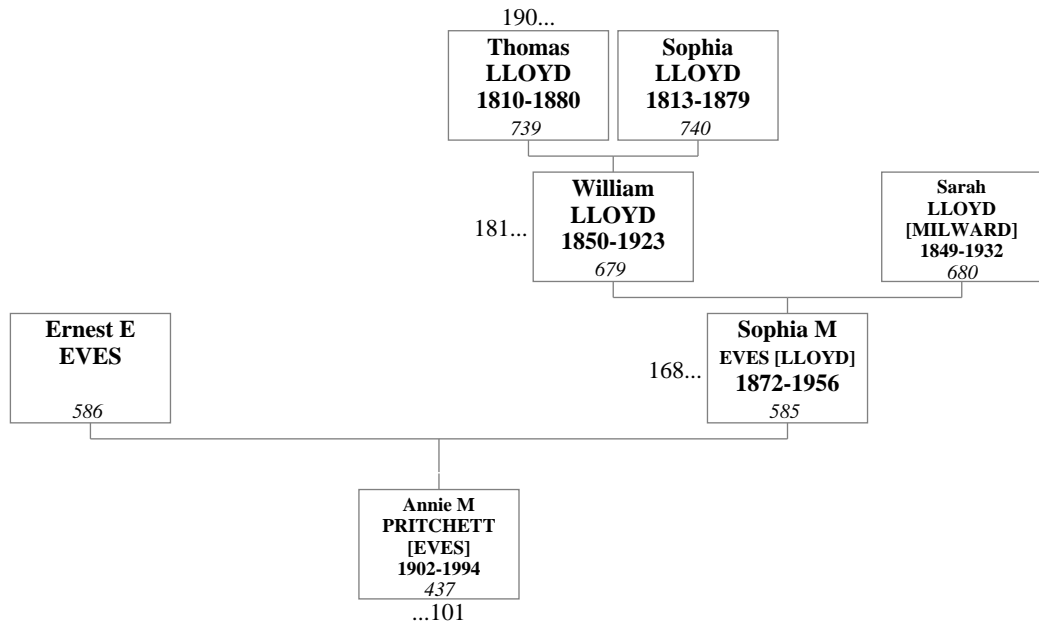 190...
Thomas
LLOYD
1810-1880
739
Sophia
LLOYD
1813-1879
740
William
LLOYD
1850-1923
679
181...
Sarah
LLOYD
[MILWARD]
1849-1932
680
Ernest E
EVES
586
Sophia M
EVES [LLOYD]
1872-1956
585
168...
Annie M
PRITCHETT
[EVES]
1902-1994
437
...101